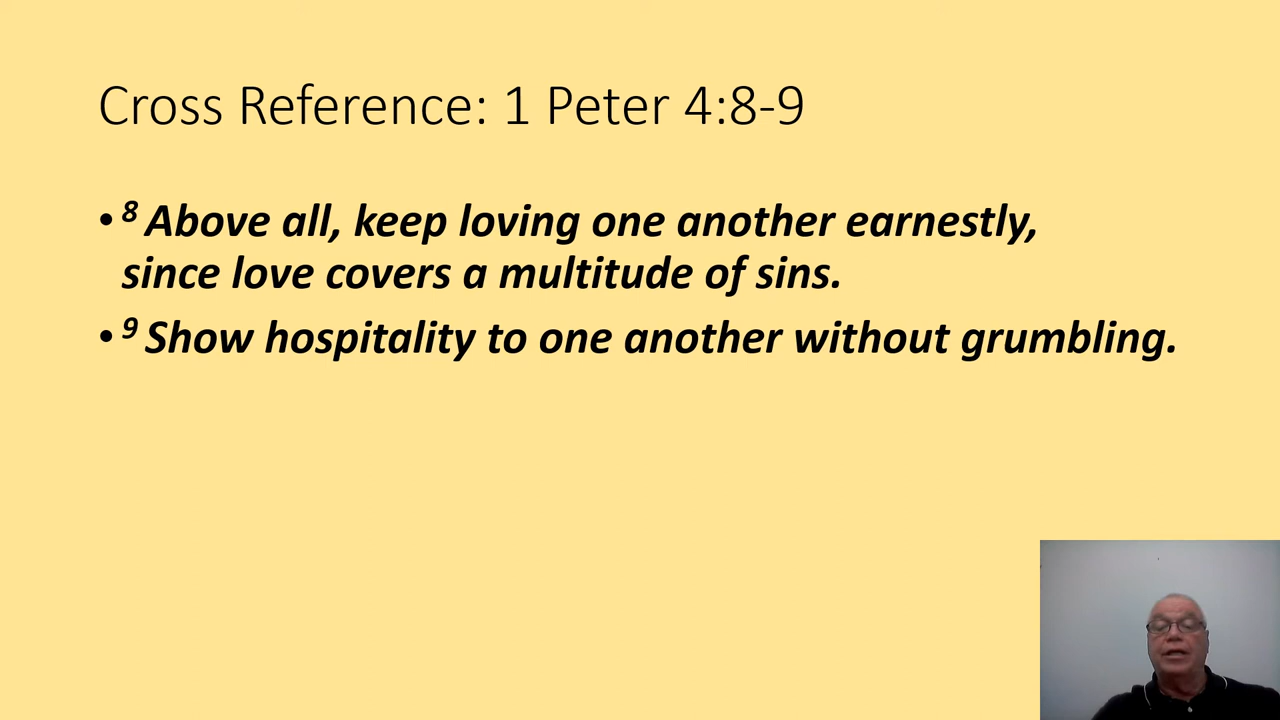 Cross Reference: 1 Peter 4:8-9
• 8 Above all, keep loving one another earnestly,
since love covers a multitude of sins.
• 9 Show hospitality to one another without grumbling.